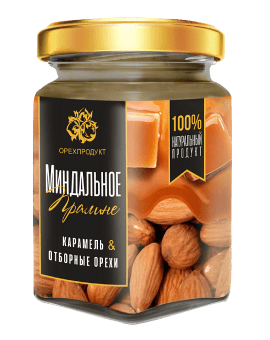 ОРЕХПРОДУКТ
МИНДАЛЬНОЕ
Пралине
КАРАМЕЛЬ &
ОТБОРНЫЕ ОРЕХИ
100%
НАТУРАЛЬНЫЙ
ПРОДУКТ